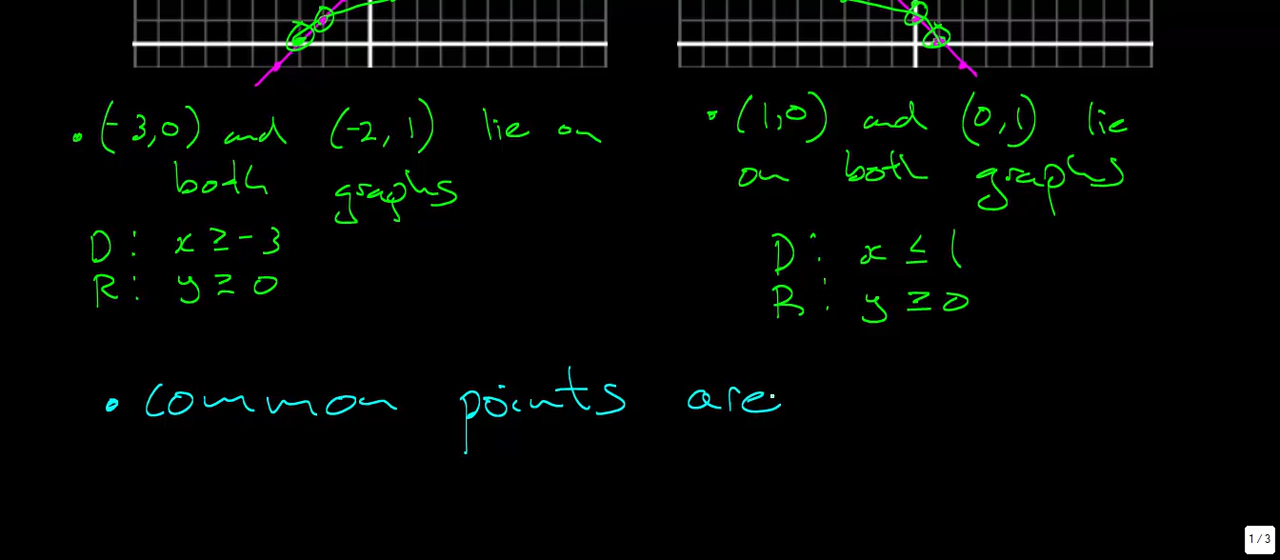 • (-3,0) and (-2,1) lie on
both graphs
D: x ≥ -3
R: y ≥ 0
• (1,0) and (0,1) lie
on both graphs
D: x ≤ 1
R: y ≥ 0
• common points are
1 / 3